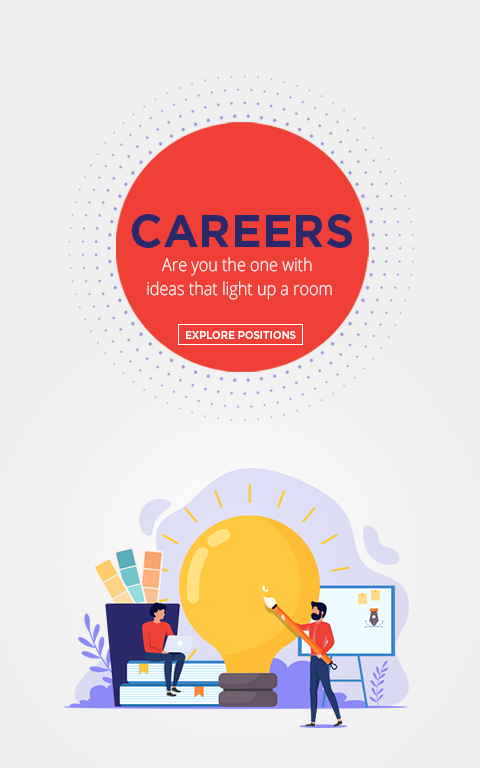 CAREERS
Are you the one with
ideas that light up a room
EXPLORE POSITIONS